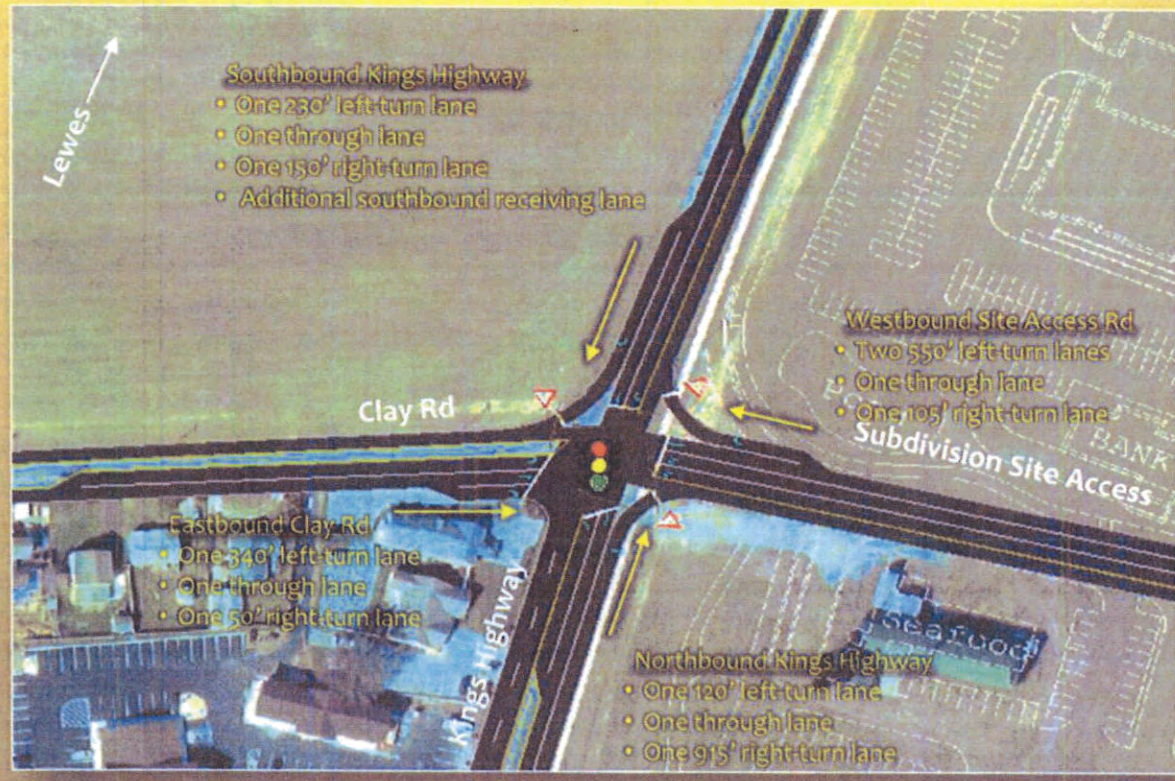 Lewes
Southbound Kings Highway
• One 230' left-turn lane
• One through lane
• One 150' right-turn lane
• Additional southbound receiving lane
Westbound Site Access Rd
• Two 550' left-turn lanes
• One through lane
• One 105' right-turn lane
Clay Rd
BANK
Subdivision Site Access
Eastbound Clay Rd
• One 340' left-turn lane
• One through lane
• One 50' right-turn lane
Kings Highway
seafood
Northbound Kings Highway
• One 120' left-turn lane
• One through lane
• One 915' right-turn lane